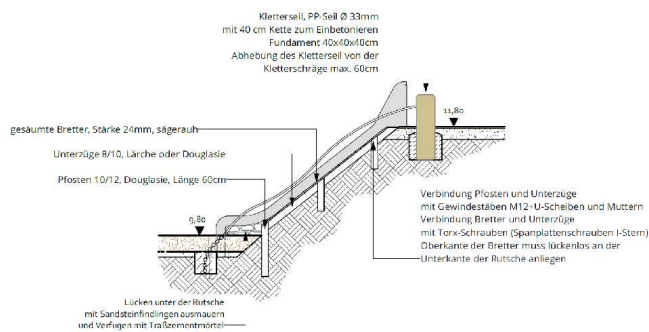 Kletterseil, PP-Seil Ø 33mm
mit 40 cm Kette zum Einbetonieren
Fundament 40x40x40cm
Abhebung des Kletterseil von der
Kletterschräge max. 60cm
11,80
gesäumte Bretter, Stärke 24mm, sägerauh
Unterzüge 8/10, Lärche oder Douglasie
Pfosten 10/12, Douglasie, Länge 60cm
9,80
Verbindung Pfosten und Unterzüge
mit Gewindestäben M12+U-Scheiben und Muttern
Verbindung Bretter und Unterzüge
mit Torx-Schrauben (Spanplattenschrauben I-Stern)
Oberkante der Bretter muss lückenlos an der
Unterkante der Rutsche anliegen
Lücken unter der Rutsche
mit Sandsteinfindlingen ausmauern
und Verfugen mit Traßzementmörtel